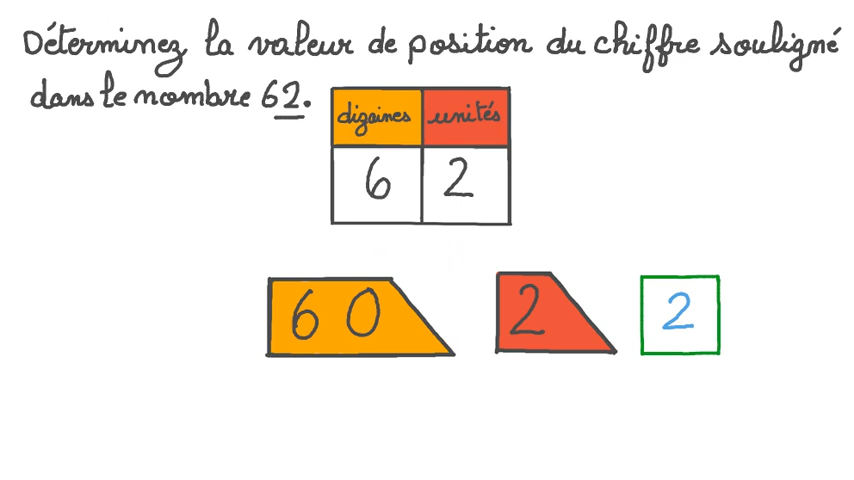 Déterminez la valeur de position du chiffre souligné
dans le nombre 62.
dizaines unités
6 2
60 2 2